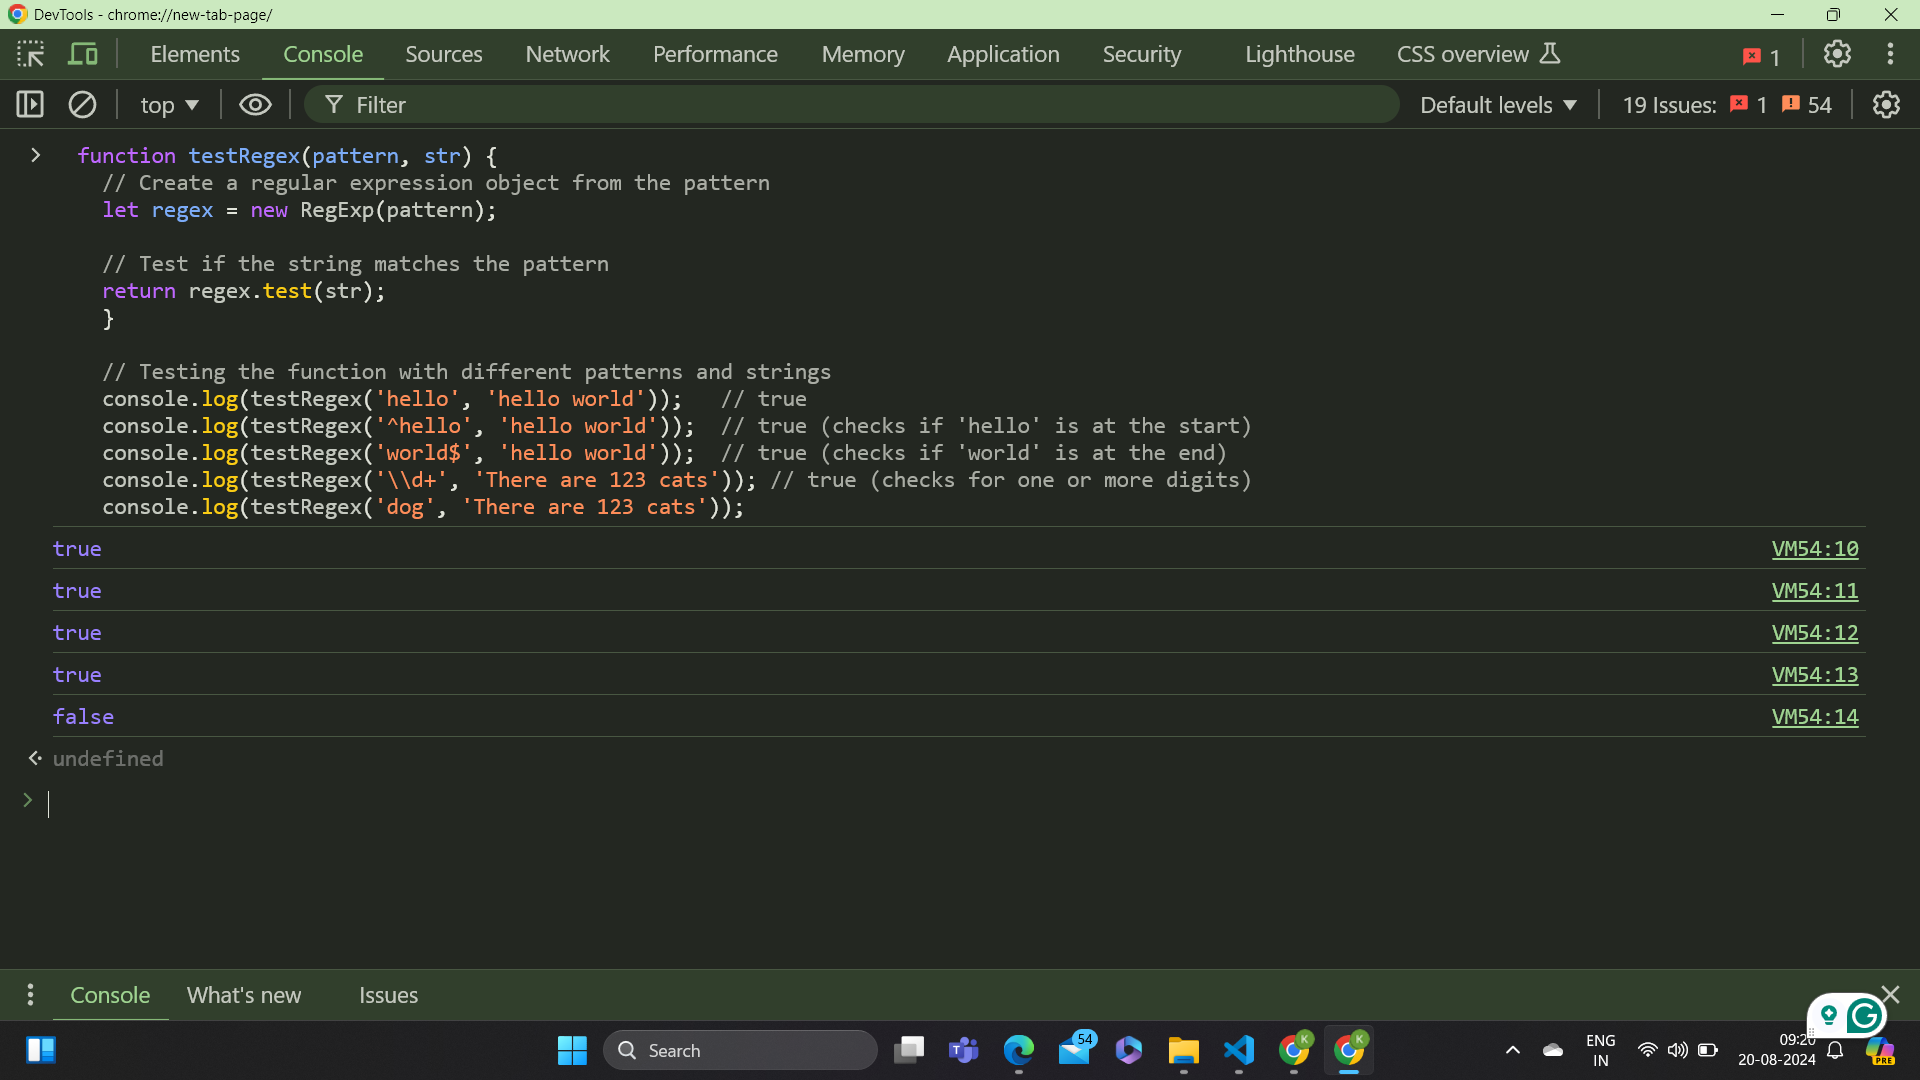 DevTools - chrome://new-tab-page/
Elements Console Sources Network Performance Memory Application Security Lighthouse CSS overview 1
top Filter Default levels 19 Issues: 1 54
function testRegex(pattern, str) {
// Create a regular expression object from the pattern
let regex = new RegExp(pattern);
// Test if the string matches the pattern
return regex.test(str);
}
// Testing the function with different patterns and strings
console.log(testRegex('hello', 'hello world')); // true
console.log(testRegex('^hello', 'hello world')); // true (checks if 'hello' is at the start)
console.log(testRegex('world$', 'hello world')); // true (checks if 'world' is at the end)
console.log(testRegex('\\d+', 'There are 123 cats')); // true (checks for one or more digits)
console.log(testRegex('dog', 'There are 123 cats'));
true VM54:10
true VM54:11
true VM54:12
true VM54:13
false VM54:14
undefined
Console What's new Issues
Search 54 K K ENG
IN
09:20
20-08-2024
PRE